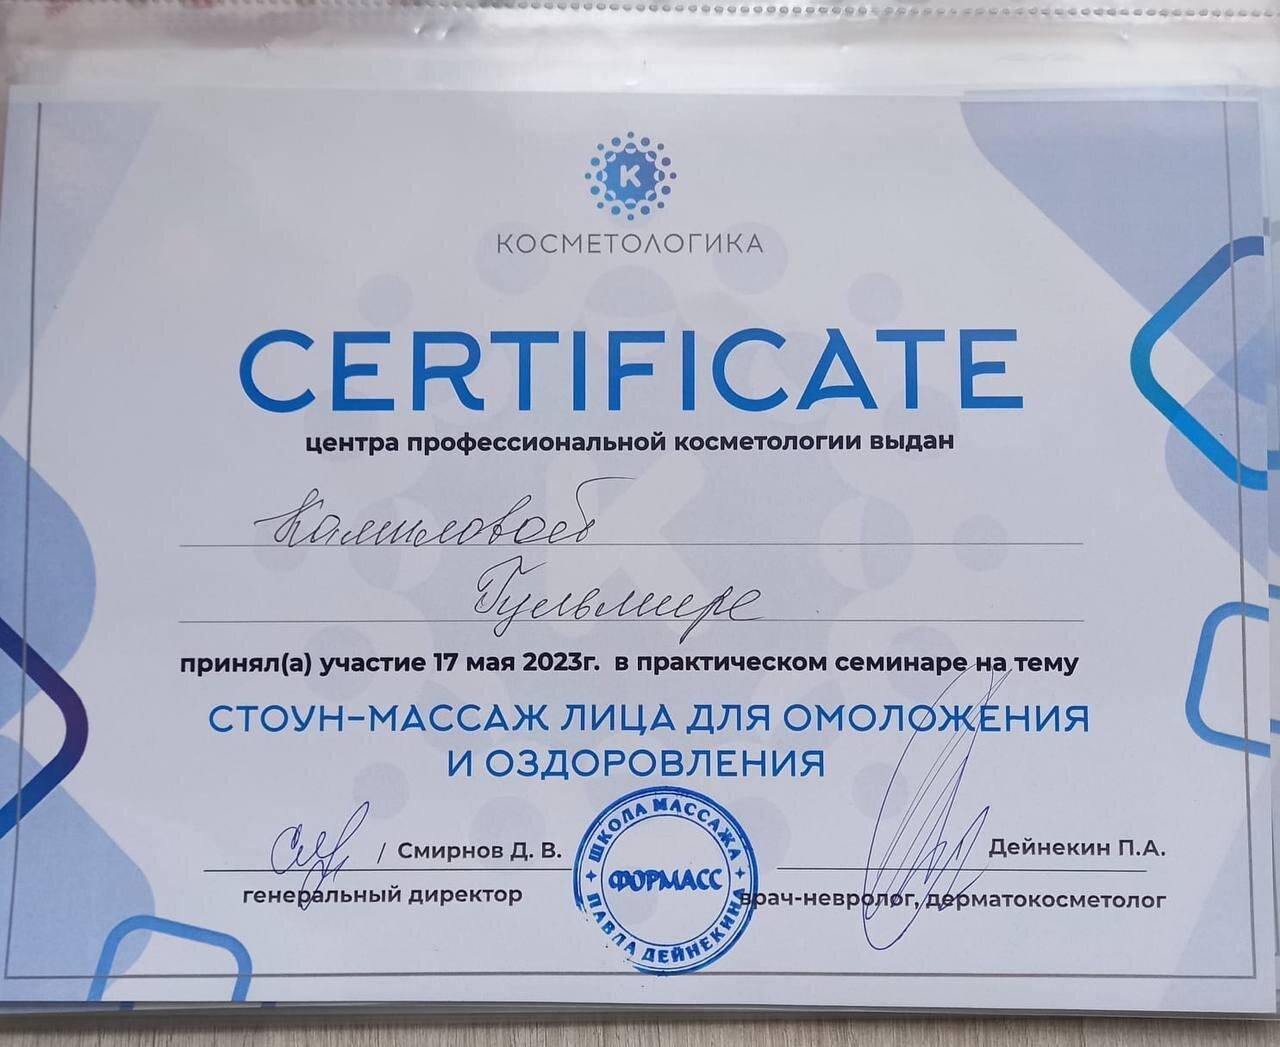 К
КОСМЕТОЛОГИКА
CERTIFICATE
центра профессиональной косметологии выдан
Камиловой
Гульмире
принял(а) участие 17 мая 2023г. в практическом семинаре на тему
СТОУН-МАССАЖ ЛИЦА ДЛЯ ОМОЛОЖЕНИЯ
И ОЗДОРОВЛЕНИЯ
/ Смирнов Д. В.
генеральный директор
ШКОЛА МАССАЖА
ФОРМАСС
ПАВЛА ДЕЙНЕКИНА
Дейнекин П.А.
врач-невролог, дерматокосметолог